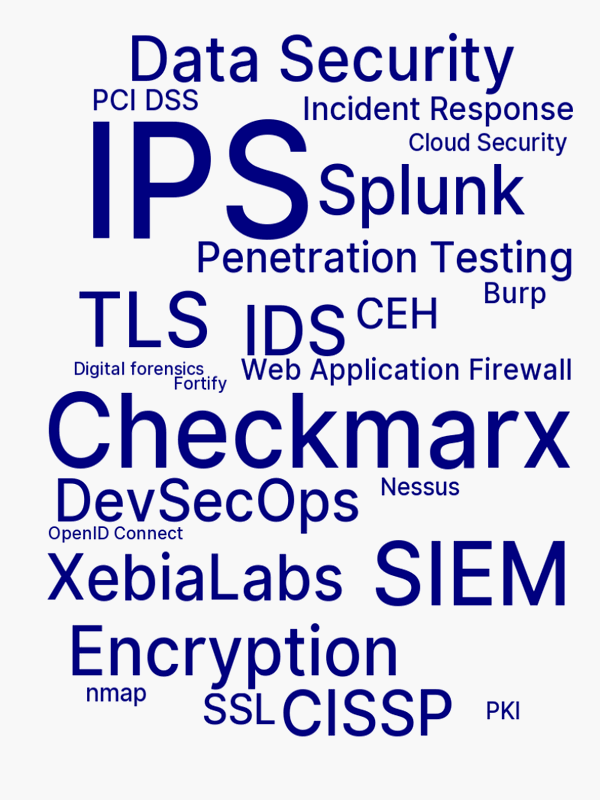 Data Security
PCI DSS
Incident Response
Cloud Security
IPS
Splunk
Penetration Testing
Burp
TLS
IDS
CEH
Digital forensics
Web Application Firewall
Fortify
Checkmarx
DevSecOps
Nessus
OpenID Connect
XebiaLabs
SIEM
Encryption
nmap
SSL
CISSP
PKI